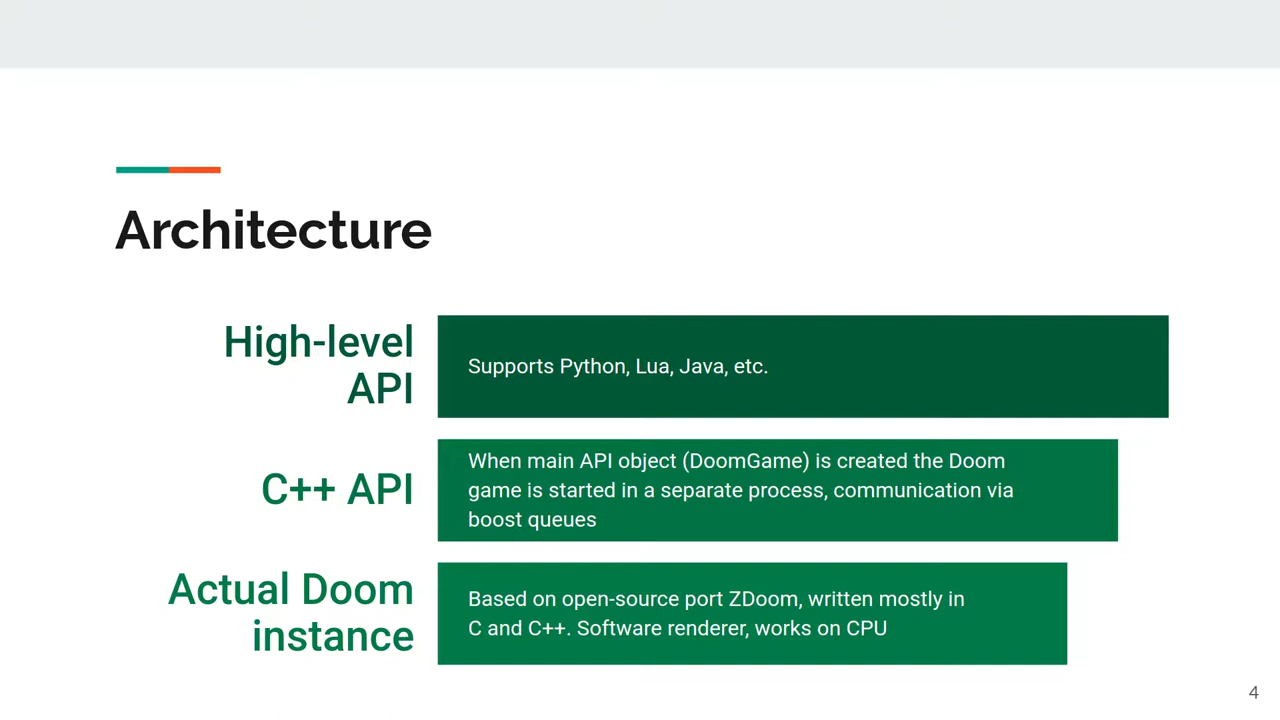 Architecture
High-level
API
Supports Python, Lua, Java, etc.
C++ API
When main API object (DoomGame) is created the Doom
game is started in a separate process, communication via
boost queues
Actual Doom
instance
Based on open-source port ZDoom, written mostly in
C and C++. Software renderer, works on CPU
4